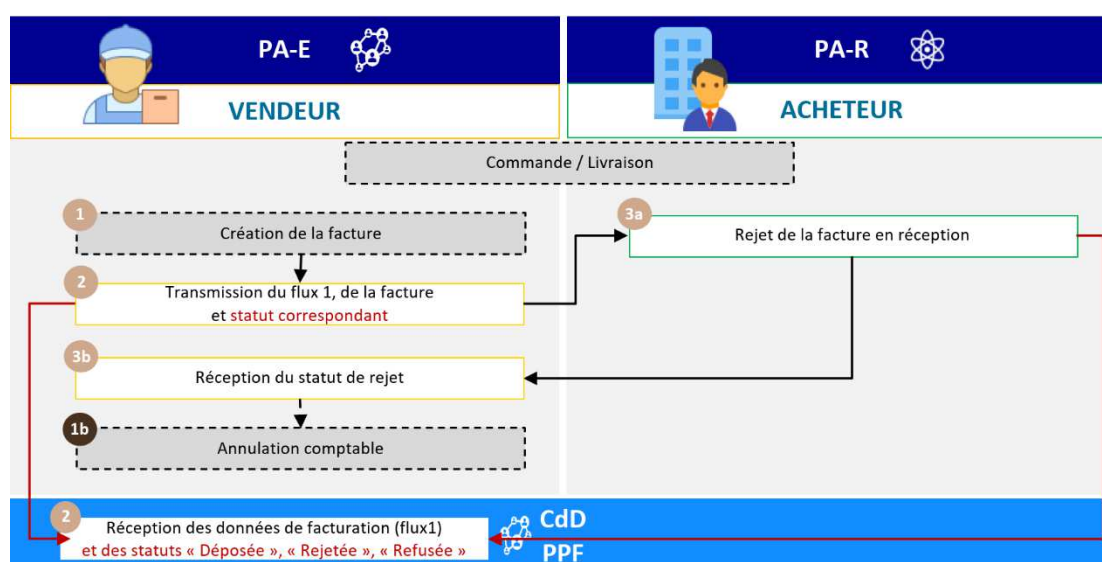 PA-E
PA-R
VENDEUR
ACHETEUR
Commande / Livraison
1
Création de la facture
3a
Rejet de la facture en réception
2
Transmission du flux 1, de la facture
et statut correspondant
3b
Réception du statut de rejet
1b
Annulation comptable
2
Réception des données de facturation (flux1)
et des statuts « Déposée », « Rejetée », « Refusée »
CdD
PPF